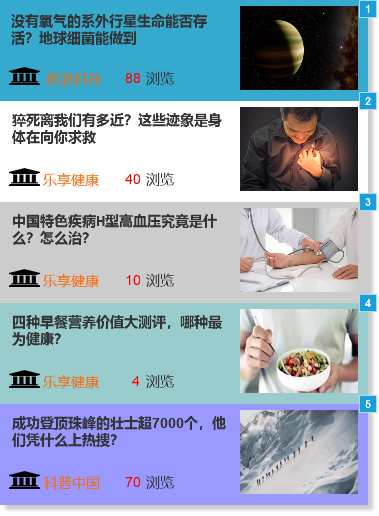 1
没有氧气的系外行星生命能否存
活？地球细菌能做到
新浪科技 88 浏览
2
猝死离我们有多近？这些迹象是身
体在向你求救
乐享健康 40 浏览
3
中国特色疾病H型高血压究竟是什
么？怎么治？
乐享健康 10 浏览
4
四种早餐营养价值大测评，哪种最
为健康？
乐享健康 4 浏览
5
成功登顶珠峰的壮士超7000个，他
们凭什么上热搜？
科普中国 70 浏览